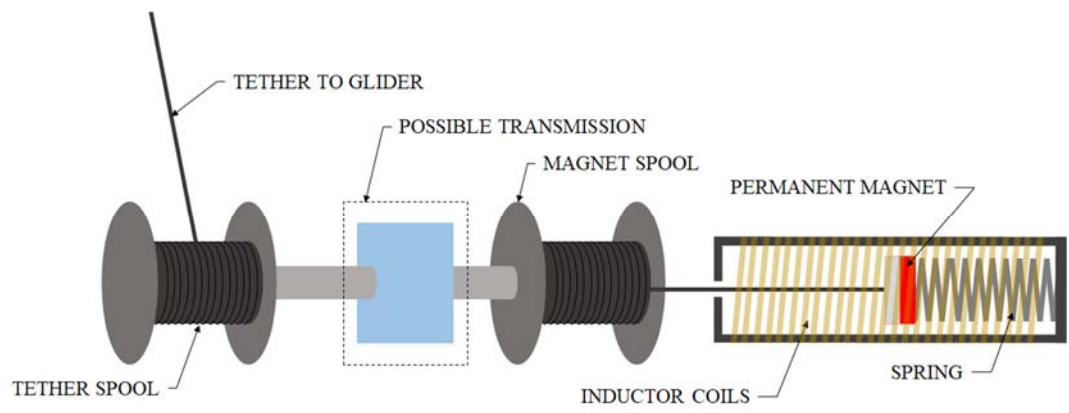 TETHER TO GLIDER
POSSIBLE TRANSMISSION
MAGNET SPOOL
PERMANENT MAGNET
TETHER SPOOL
INDUCTOR COILS
SPRING